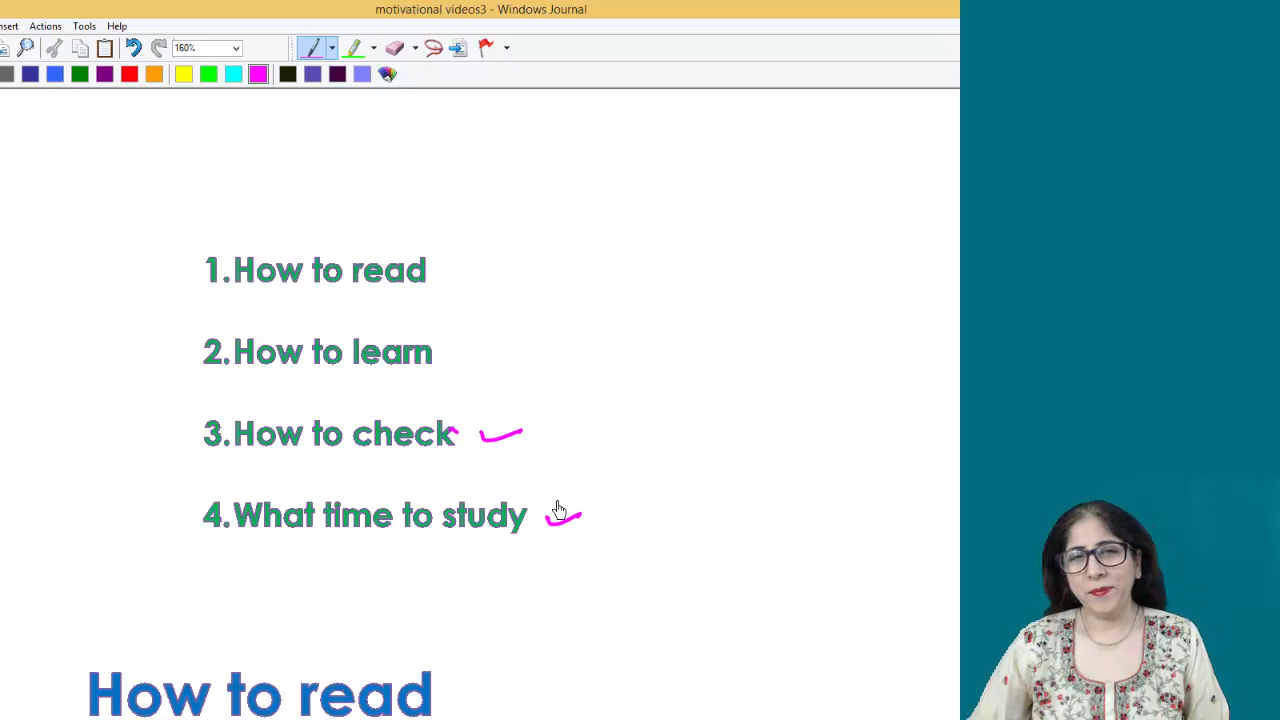 motivational videos3 - Windows Journal
nsert Actions Tools Help
160%
1.How to read
2.How to learn
3.How to check
4.What time to study
How to read